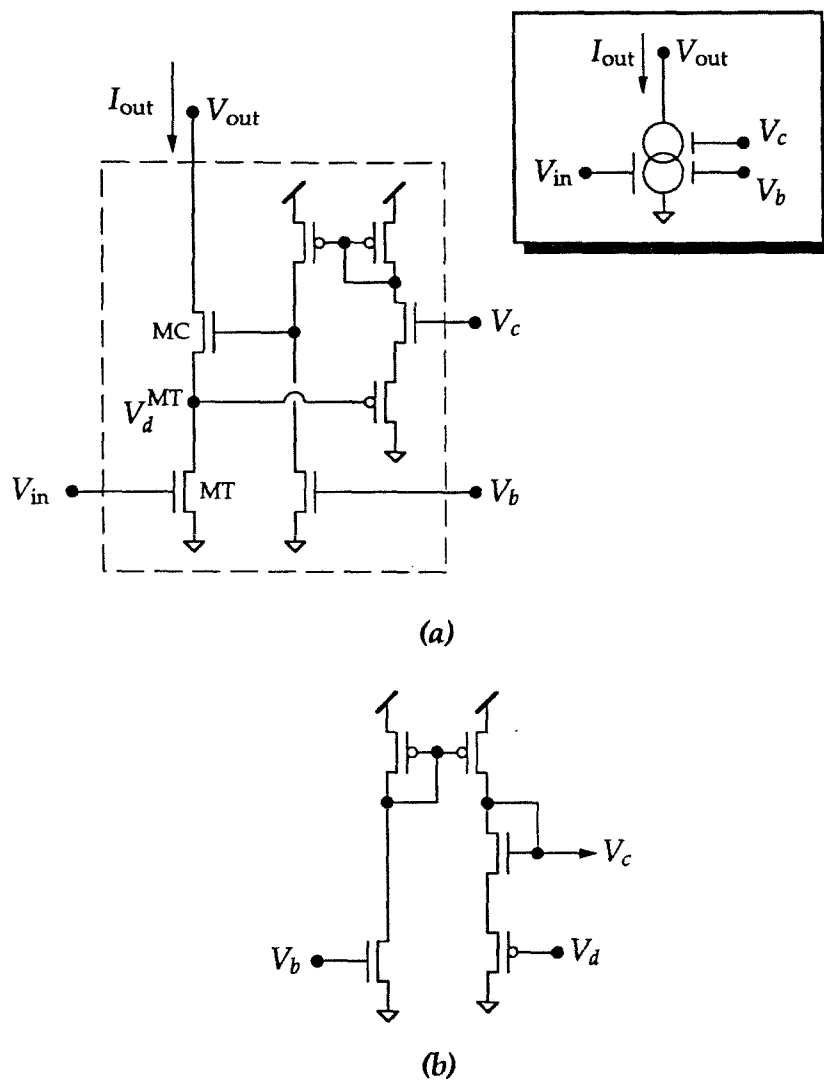 I_out
V_out
V_in
V_c
V_b
I_out
V_out
MC
V_c
V_d^MT
V_in
MT
V_b
(a)
V_c
V_b
V_d
(b)